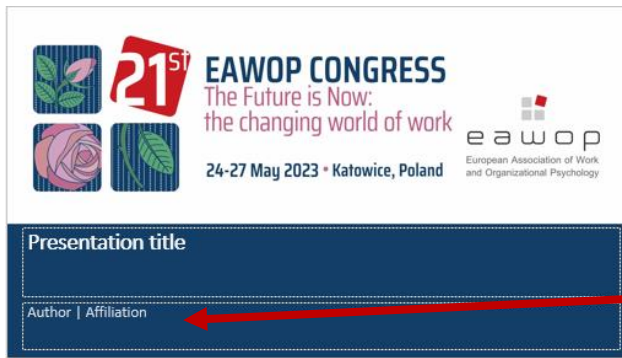 21st
EAWOP CONGRESS
The Future is Now:
the changing world of work
24-27 May 2023 • Katowice, Poland
eawop
European Association of Work
and Organizational Psychology
Presentation title
Author | Affiliation